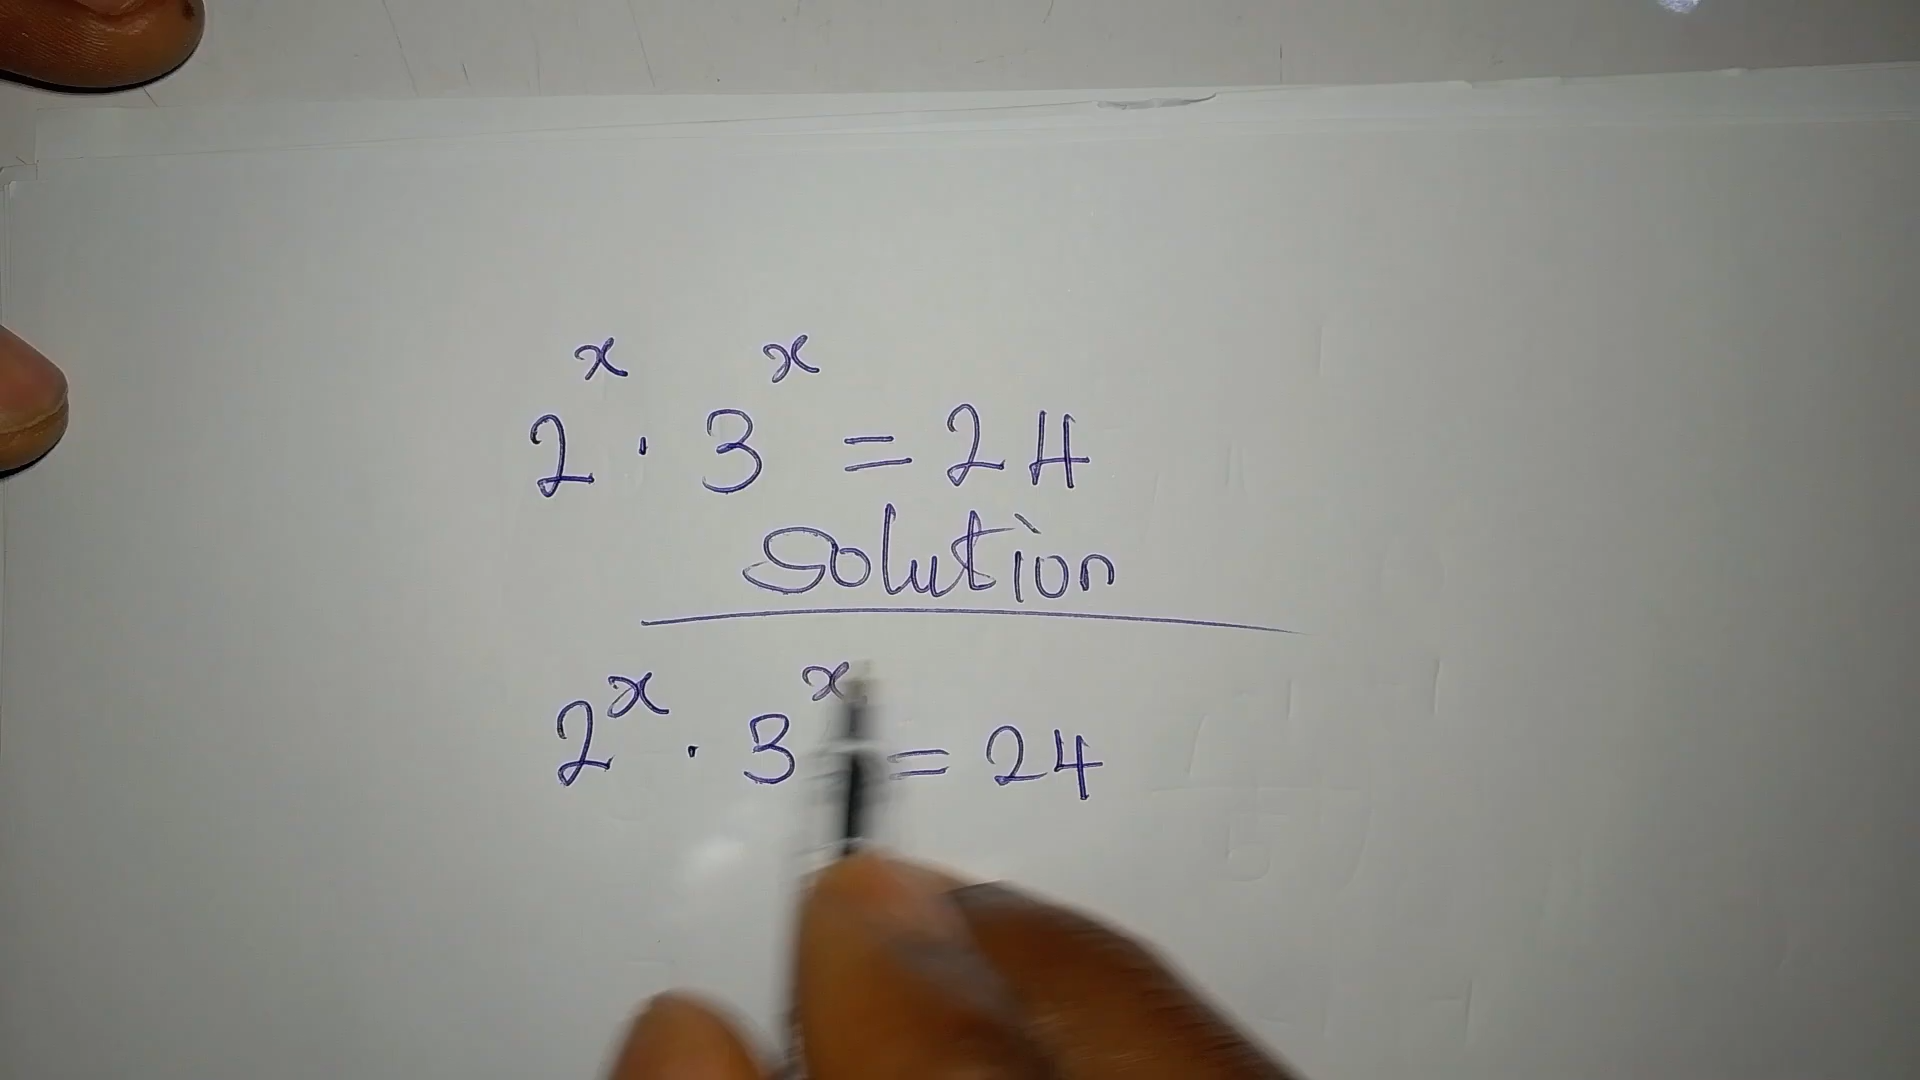 2^x · 3^x = 24
Solution
2^x · 3^x = 24